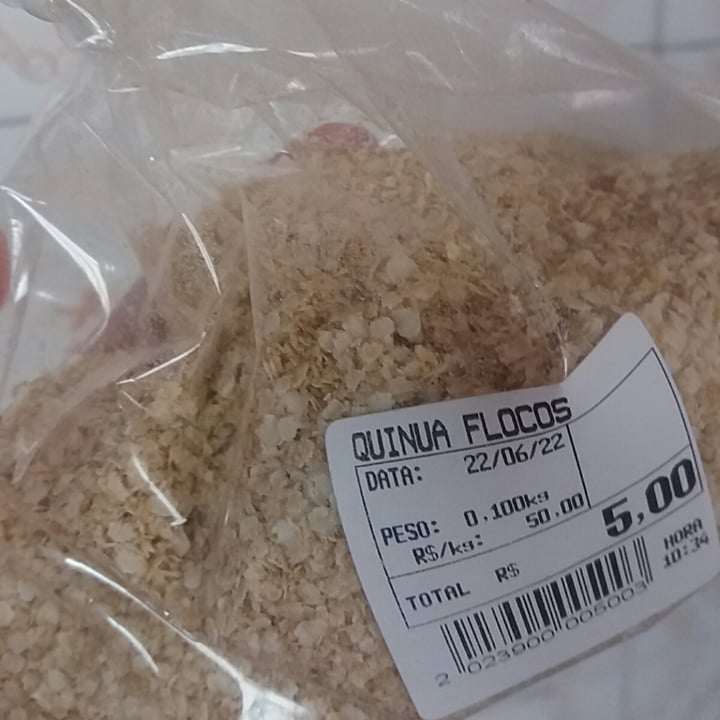 QUINUA FLOCOS
DATA: 22/06/22
PESO: 0.100kg
R$/kg: 50.00
TOTAL R$ 5,00
HORA
10:34
2 023900 005003